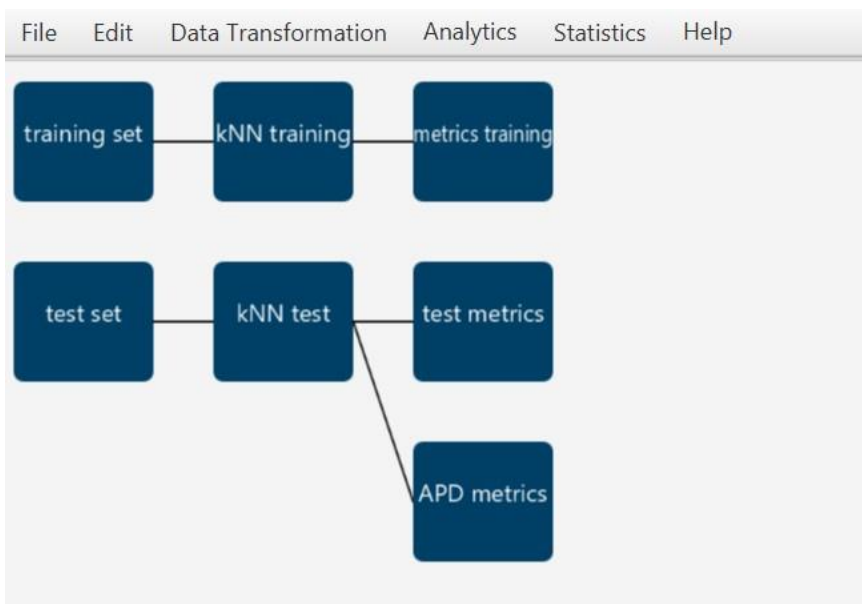 File Edit Data Transformation Analytics Statistics Help
training set kNN training metrics training
test set kNN test test metrics
APD metrics